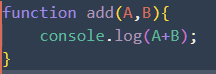 function add(A,B){
    console.log(A+B);
}